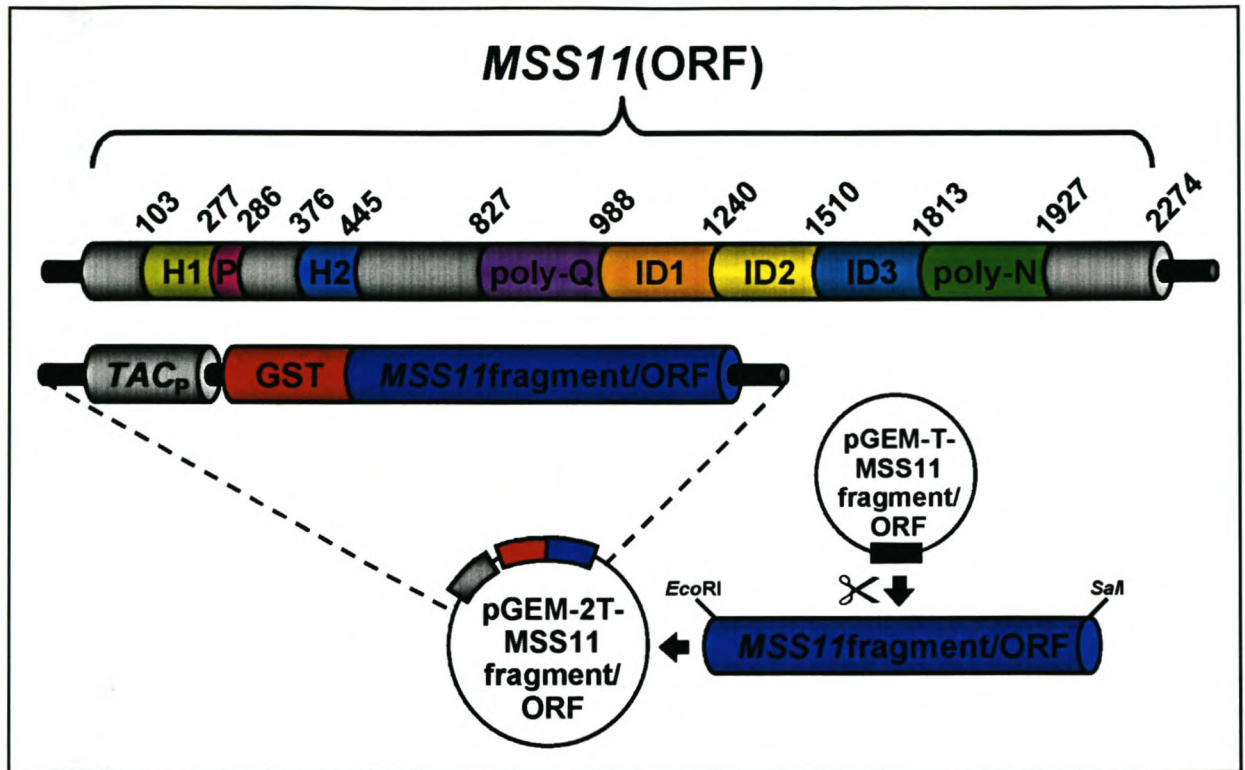 MSS11(ORF)
103 277 286 376 445 827 988 1240 1510 1813 1927 2274
H1 P H2 poly-Q ID1 ID2 ID3 poly-N
TACP GST MSS11fragment/ORF
pGEM-T-
MSS11
fragment/
ORF
EcoRI SalI
MSS11fragment/ORF
pGEM-2T-
MSS11
fragment/
ORF